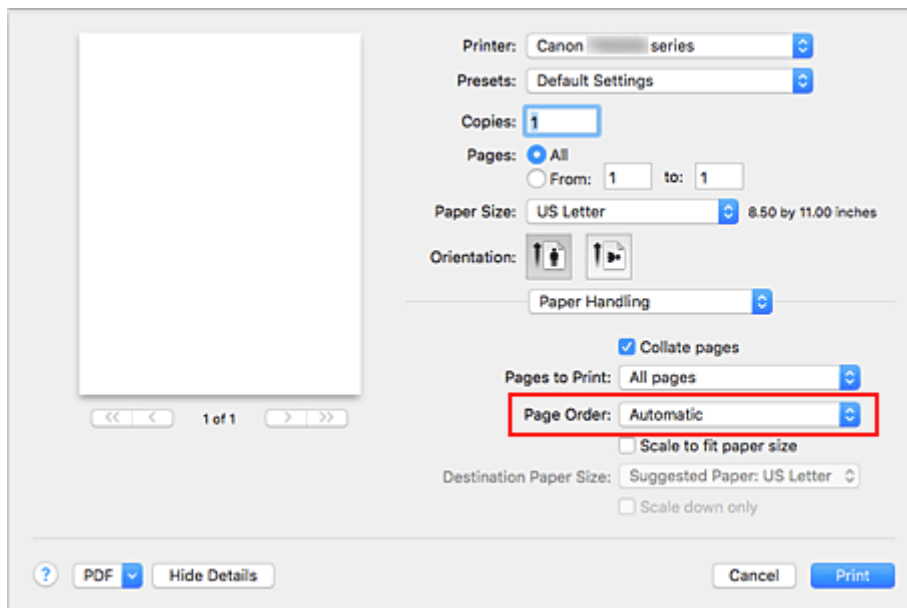 Printer: Canon series
Presets: Default Settings
Copies: 1
Pages: All
From: 1 to: 1
Paper Size: US Letter 8.50 by 11.00 inches
Orientation:
Paper Handling
Collate pages
Pages to Print: All pages
<< < 1 of 1 > >>
Page Order: Automatic
Scale to fit paper size
Destination Paper Size: Suggested Paper: US Letter
Scale down only
? PDF Hide Details Cancel Print